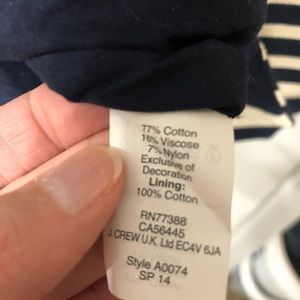 77% Cotton
16% Viscose
7% Nylon
Exclusive of
Decoration
Lining:
100% Cotton
RN77388
CA56445
J.CREW U.K. Ltd EC4V 6JA
Style A0074
SP 14